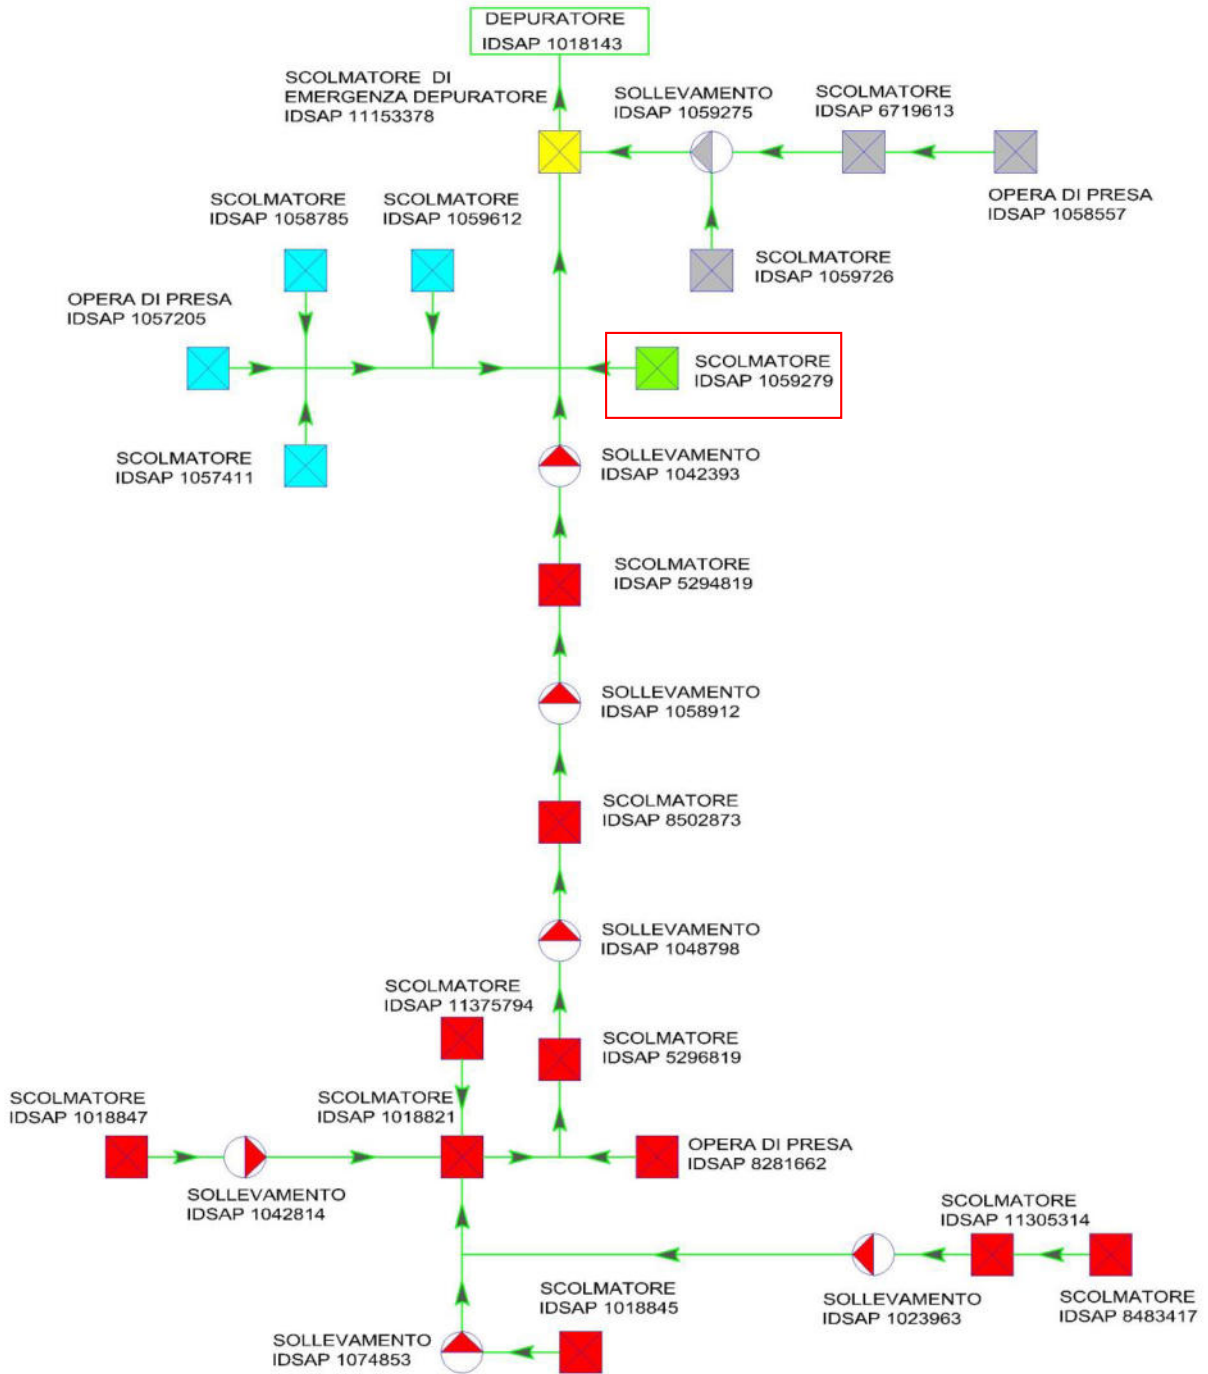 DEPURATORE
IDSAP 1018143
SCOLMATORE DI
EMERGENZA DEPURATORE
IDSAP 11153378
SOLLEVAMENTO
IDSAP 1059275
SCOLMATORE
IDSAP 6719613
OPERA DI PRESA
IDSAP 1058557
SCOLMATORE
IDSAP 1058785
SCOLMATORE
IDSAP 1059612
SCOLMATORE
IDSAP 1059726
OPERA DI PRESA
IDSAP 1057205
SCOLMATORE
IDSAP 1059279
SCOLMATORE
IDSAP 1057411
SOLLEVAMENTO
IDSAP 1042393
SCOLMATORE
IDSAP 5294819
SOLLEVAMENTO
IDSAP 1058912
SCOLMATORE
IDSAP 8502873
SOLLEVAMENTO
IDSAP 1048798
SCOLMATORE
IDSAP 11375794
SCOLMATORE
IDSAP 5296819
SCOLMATORE
IDSAP 1018847
SCOLMATORE
IDSAP 1018821
OPERA DI PRESA
IDSAP 8281662
SOLLEVAMENTO
IDSAP 1042814
SCOLMATORE
IDSAP 11305314
SCOLMATORE
IDSAP 1018845
SOLLEVAMENTO
IDSAP 1023963
SCOLMATORE
IDSAP 8483417
SOLLEVAMENTO
IDSAP 1074853